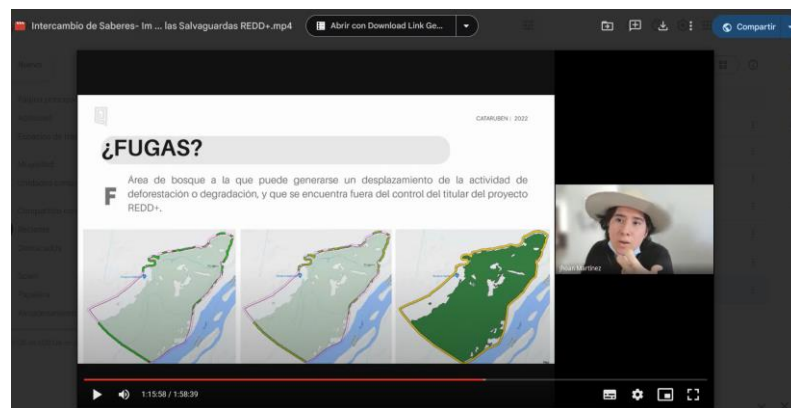 Intercambio de Saberes- Im ... las Salvaguardas REDD+.mp4
Abrir con Download Link Ge...
Compartir
CATARUBEN | 2022
¿FUGAS?
F
Área de bosque a la que puede generarse un desplazamiento de la actividad de
deforestación o degradación, y que se encuentra fuera del control del titular del proyecto
REDD+.
Martinez
1:15:58 / 1:58:39